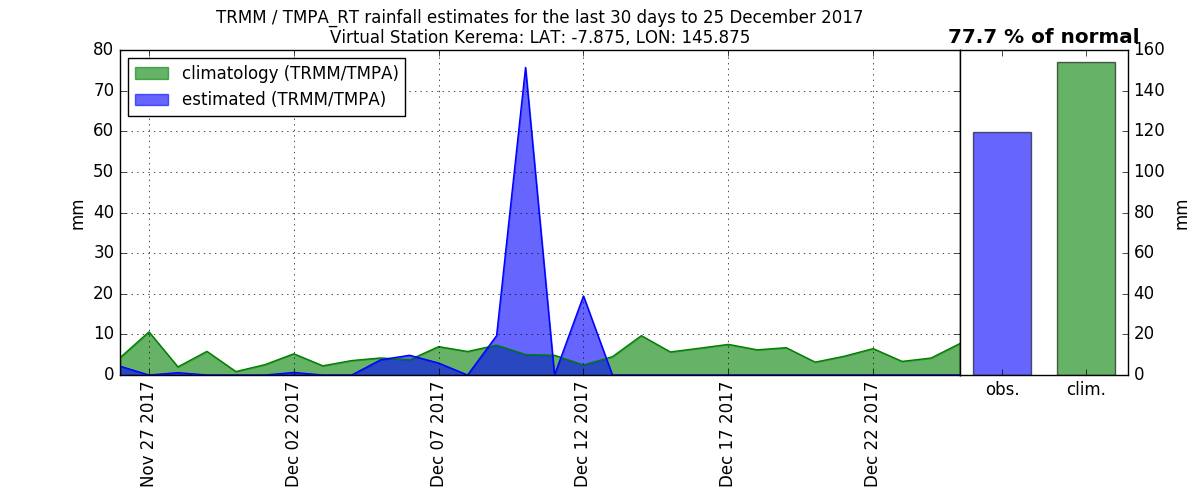 TRMM / TMPA_RT rainfall estimates for the last 30 days to 25 December 2017
Virtual Station Kerema: LAT: -7.875, LON: 145.875
77.7 % of normal
climatology (TRMM/TMPA)
estimated (TRMM/TMPA)
80
70
60
50
40
30
20
10
0
mm
Nov 27 2017
Dec 02 2017
Dec 07 2017
Dec 12 2017
Dec 17 2017
Dec 22 2017
obs.
clim.
160
140
120
100
80
60
40
20
0
mm